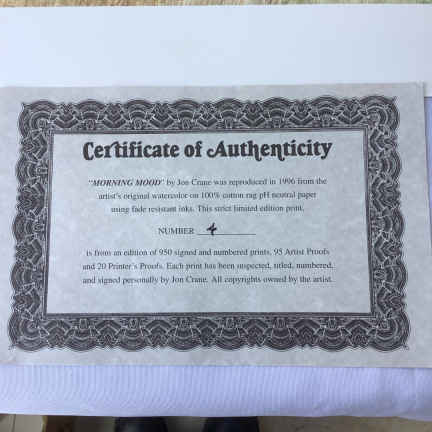 Certificate of Authenticity
"MORNING MOOD" by Jon Crane was reproduced in 1996 from the
artist's original watercolor on 100% cotton rag pH neutral paper
using fade resistant inks. This strict limited edition print,
NUMBER 4
is from an edition of 950 signed and numbered prints, 95 Artist Proofs
and 20 Printer's Proofs. Each print has been inspected, titled, numbered,
and signed personally by Jon Crane. All copyrights owned by the artist.